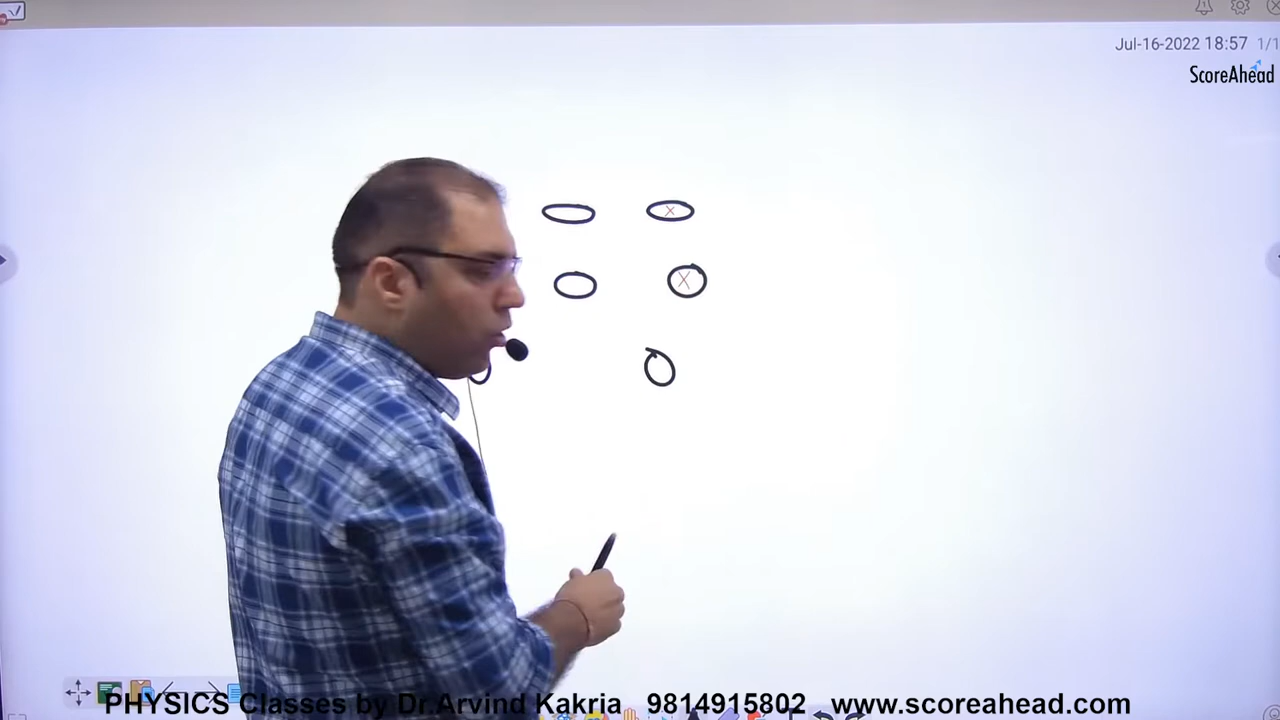 Jul-16-2022 18:57 1/1
ScoreAhead
x
x
PHYSICS Classes by Dr.Arvind Kakria 9814915802 www.scoreahead.com